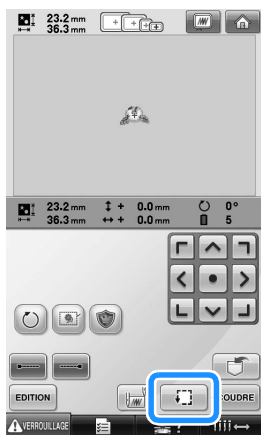 23.2 mm
36.3 mm
23.2 mm + 0.0 mm 0°
36.3 mm + 0.0 mm 5
EDITION
OUDRE
VERROUILLAGE ?